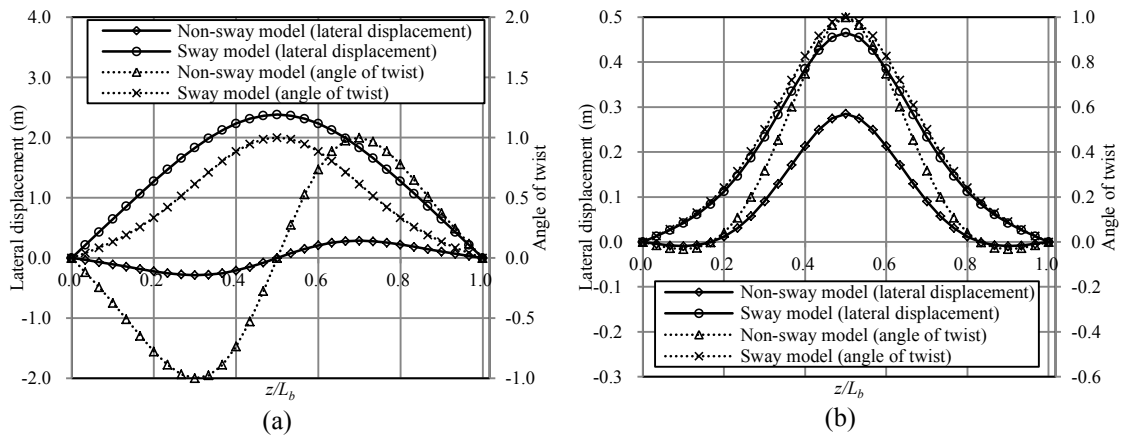 Lateral displacement (m)
4.0
3.0
2.0
1.0
0.0
-1.0
-2.0
Non-sway model (lateral displacement)
Sway model (lateral displacement)
Non-sway model (angle of twist)
Sway model (angle of twist)
0.0
0.2
0.4
0.6
0.8
1.0
z/Lb
2.0
1.5
1.0
0.5
0.0
-0.5
-1.0
Angle of twist
(a)
Lateral displacement (m)
0.5
0.4
0.3
0.2
0.1
0.0
-0.1
-0.2
-0.3
0.0
0.2
0.4
0.6
0.8
1.0
Non-sway model (lateral displacement)
Sway model (lateral displacement)
Non-sway model (angle of twist)
Sway model (angle of twist)
z/Lb
1.0
0.8
0.6
0.4
0.2
0.0
-0.2
-0.4
-0.6
Angle of twist
(b)